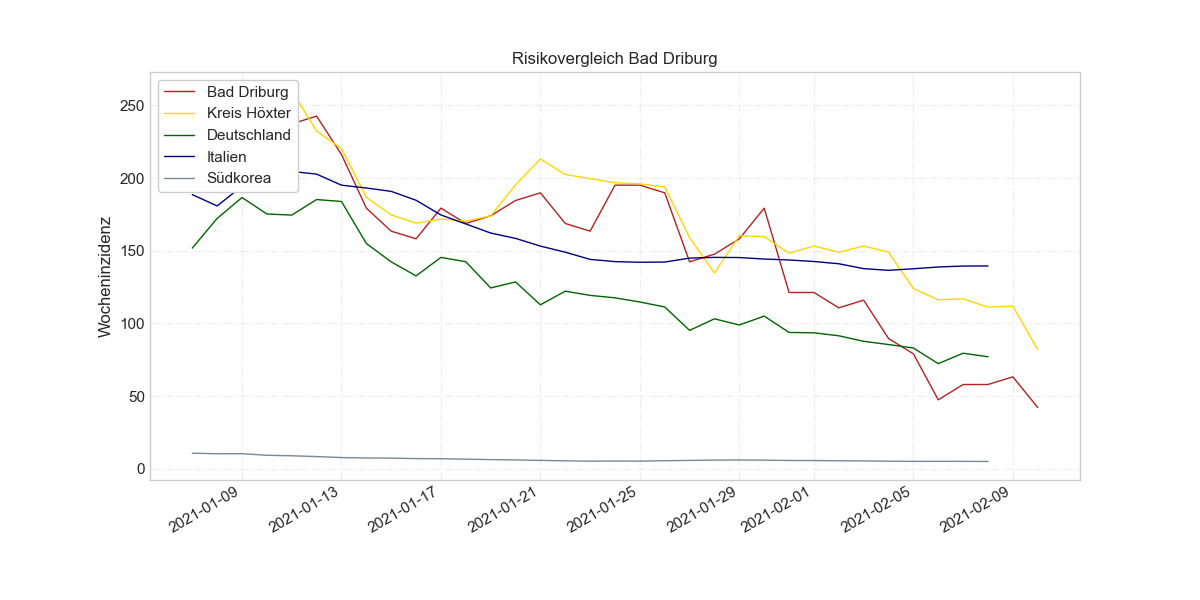 Risikovergleich Bad Driburg
Wocheninzidenz
250
200
150
100
50
0
Bad Driburg
Kreis Höxter
Deutschland
Italien
Südkorea
2021-01-09
2021-01-13
2021-01-17
2021-01-21
2021-01-25
2021-01-29
2021-02-01
2021-02-05
2021-02-09